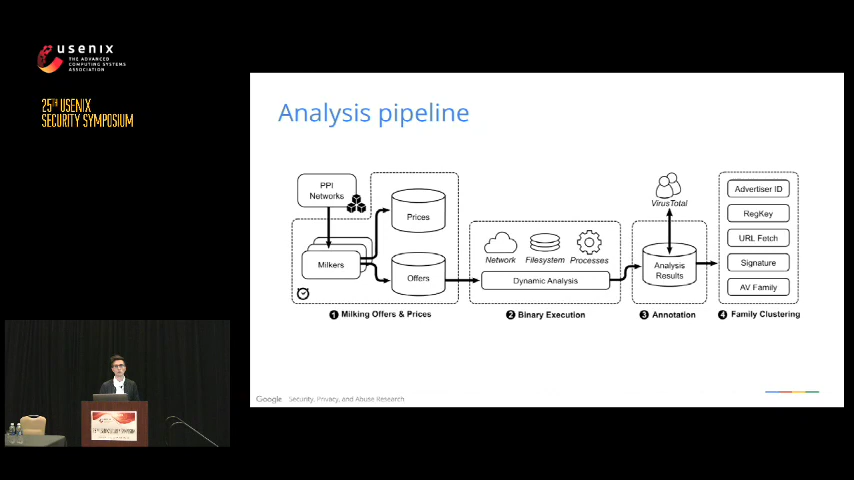 usenix
THE ADVANCED
COMPUTING SYSTEMS
ASSOCIATION
25TH USENIX
SECURITY SYMPOSIUM
Analysis pipeline
PPI
Networks
Milkers
Prices
Offers
Network
Filesystem
Processes
Dynamic Analysis
VirusTotal
Analysis
Results
Advertiser ID
RegKey
URL Fetch
Signature
AV Family
1 Milking Offers & Prices
2 Binary Execution
3 Annotation
4 Family Clustering
Google Security, Privacy, and Abuse Research